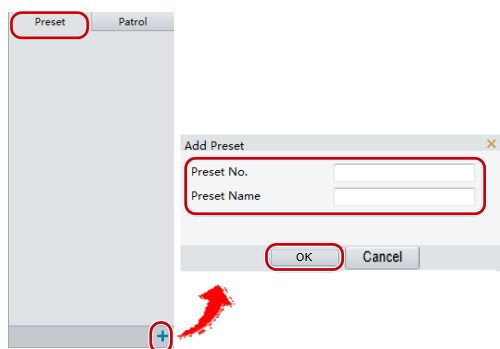 Preset Patrol
Add Preset
Preset No.
Preset Name
OK Cancel